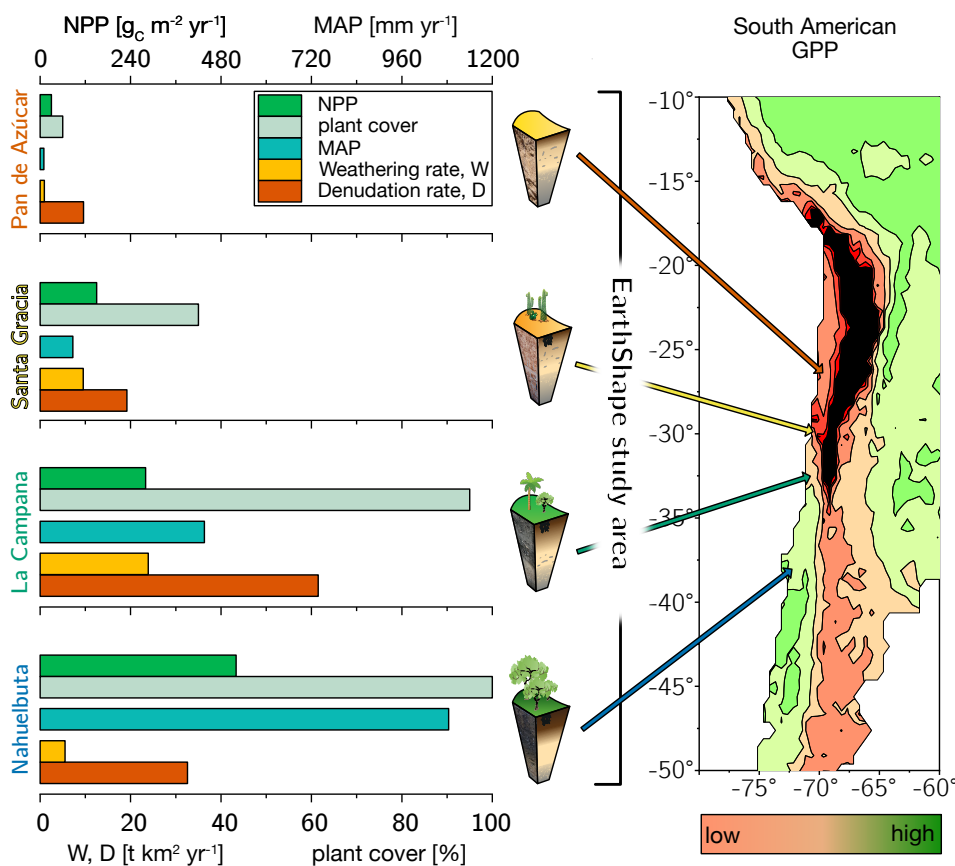 NPP [gc m⁻² yr⁻¹] MAP [mm yr⁻¹]
0 240 480 720 960 1200
NPP
plant cover
MAP
Weathering rate, W
Denudation rate, D
Pan de Azúcar
Santa Gracia
La Campana
Nahuelbuta
0 20 40 60 80 100
W, D [t km² yr⁻¹] plant cover [%]
EarthShape study area
South American
GPP
-10°
-15°
-20°
-25°
-30°
-35°
-40°
-45°
-50°
-75° -70° -65° -60°
low high